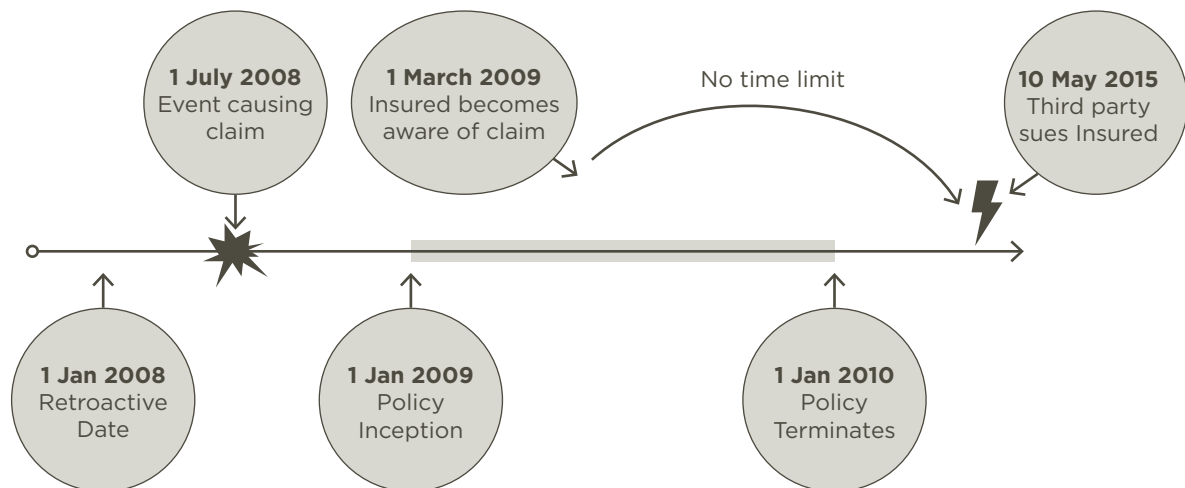 1 July 2008
Event causing
claim
1 March 2009
Insured becomes
aware of claim
No time limit
10 May 2015
Third party
sues Insured
1 Jan 2008
Retroactive
Date
1 Jan 2009
Policy
Inception
1 Jan 2010
Policy
Terminates